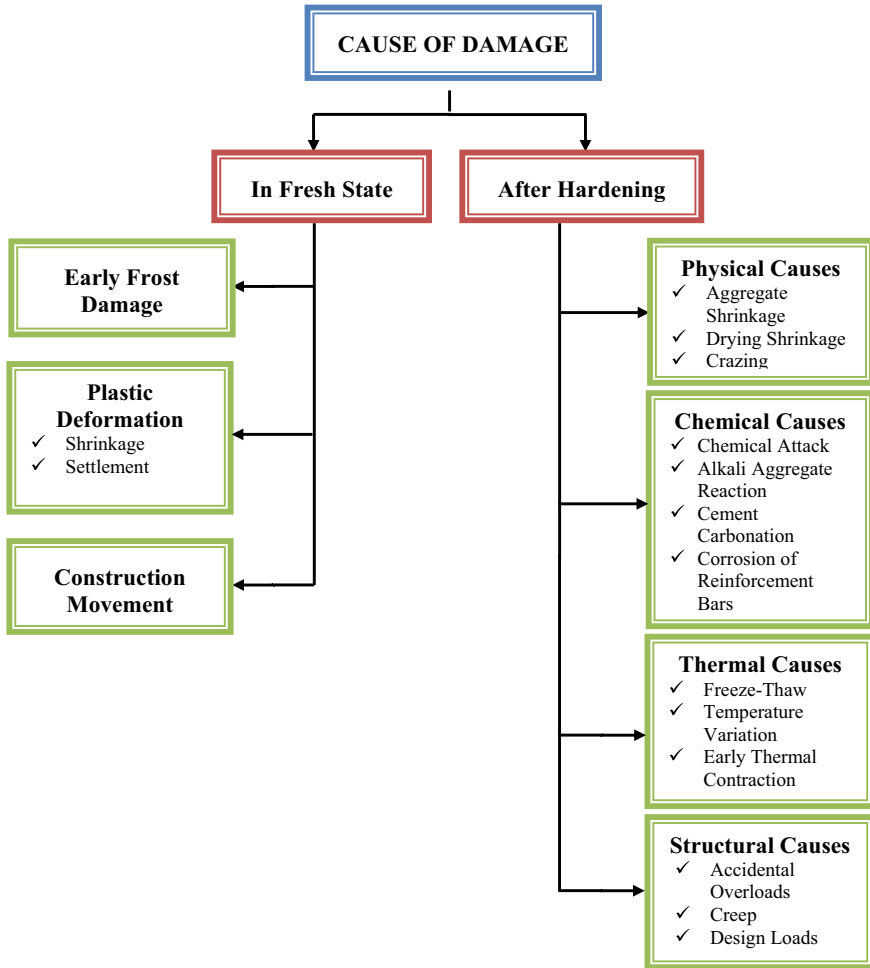 CAUSE OF DAMAGE
In Fresh State
After Hardening
Early Frost
Damage
Plastic
Deformation
✓ Shrinkage
✓ Settlement
Construction
Movement
Physical Causes
✓ Aggregate
Shrinkage
✓ Drying Shrinkage
✓ Crazing
Chemical Causes
✓ Chemical Attack
✓ Alkali Aggregate
Reaction
✓ Cement
Carbonation
✓ Corrosion of
Reinforcement
Bars
Thermal Causes
✓ Freeze-Thaw
✓ Temperature
Variation
✓ Early Thermal
Contraction
Structural Causes
✓ Accidental
Overloads
✓ Creep
✓ Design Loads